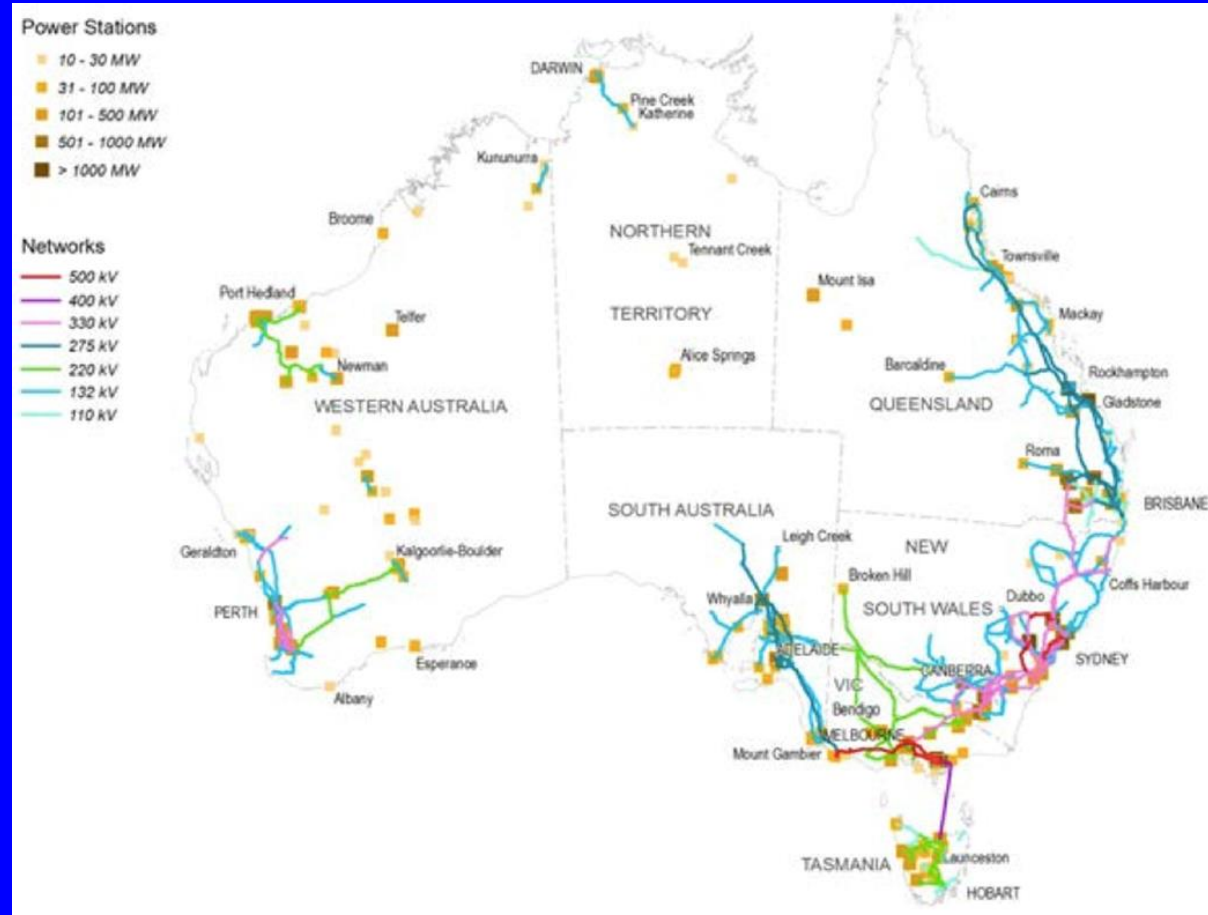 Power Stations
10 - 30 MW
31 - 100 MW
101 - 500 MW
501 - 1000 MW
> 1000 MW
Networks
500 kV
400 kV
330 kV
275 kV
220 kV
132 kV
110 kV
DARWIN
Pine Creek
Katherine
Kununurra
Cairns
Broome
NORTHERN
Tennant Creek
Townsville
Mount Isa
Port Hedland
Telfer
TERRITORY
Mackay
Alice Springs
Newman
Barcaldine
Rockhampton
WESTERN AUSTRALIA
QUEENSLAND
Gladstone
Roma
BRISBANE
SOUTH AUSTRALIA
Leigh Creek
NEW
Geraldton
Kalgoorlie-Boulder
Broken Hill
Coffs Harbour
Whyalla
SOUTH WALES
Dubbo
PERTH
ADELAIDE
SYDNEY
Esperance
CANBERRA
VIC
Albany
Bendigo
MELBOURNE
Mount Gambier
TASMANIA
Launceston
HOBART